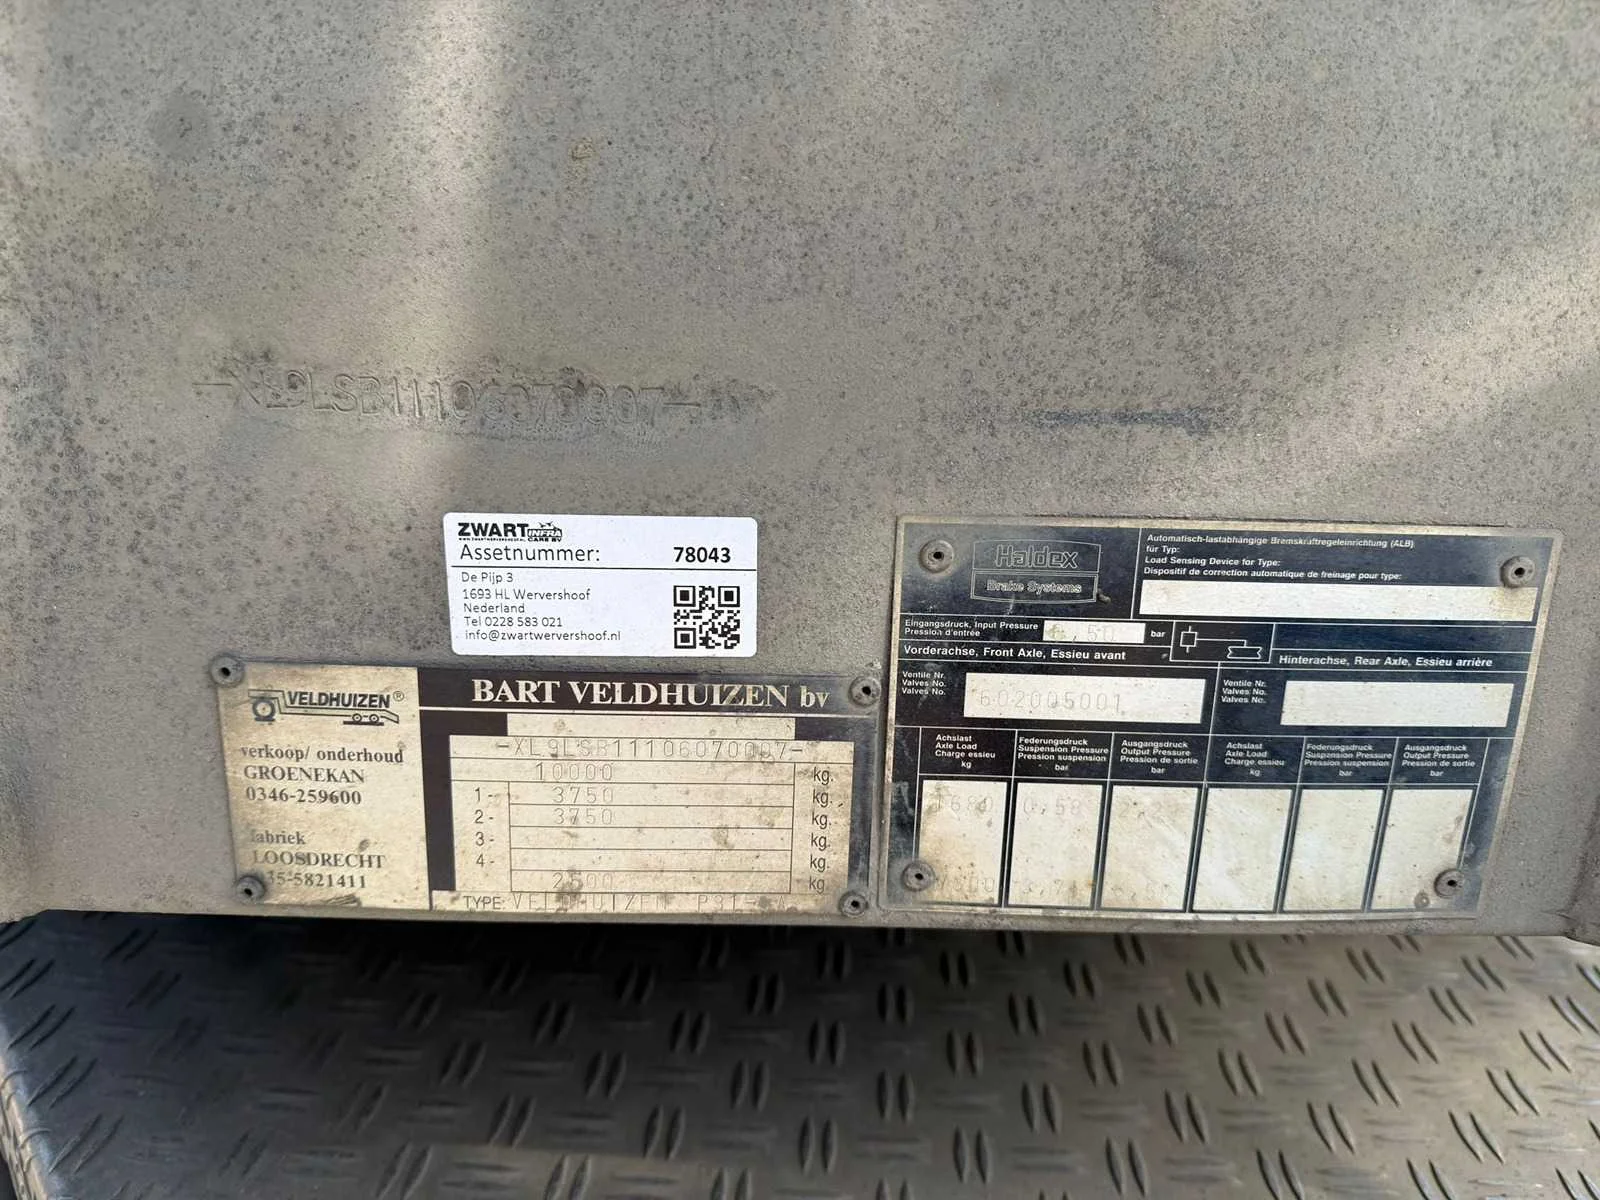 -XL9LSB11106070007-
ZWART INFRA
CARE BV
Assetnummer: 78043
De Pijp 3
1693 HL Wervershoof
Nederland
Tel 0228 583 021
info@zwartwervershoof.nl
VELDHUIZEN®
verkoop/ onderhoud
GROENEKAN
0346-259600
fabriek
LOOSDRECHT
035-5821411
BART VELDHUIZEN bv
-XL9LSB11106070007-
10000 kg.
1- 3750 kg.
2- 3750 kg.
3- kg.
4- kg.
2500 kg
TYPE: VELDHUIZEN
Haldex
Brake Systems
Automatisch-lastabhängige Bremskraftregeleinrichtung (ALB)
für Typ:
Load Sensing Device for Type:
Dispositif de correction automatique de freinage pour type:
Eingangsdruck, Input Pressure
Pression d'entrée
bar
Vorderachse, Front Axle, Essieu avant
Hinterachse, Rear Axle, Essieu arrière
Ventile Nr.
Valves No.
Valves No.
602005001
Ventile Nr.
Valves No.
Valves No.
Achslast
Axle Load
Charge essieu
kg
Federungsdruck
Suspension Pressure
Pression suspension
bar
Ausgangsdruck
Output Pressure
Pression de sortie
bar
Achslast
Axle Load
Charge essieu
kg
Federungsdruck
Suspension Pressure
Pression suspension
bar
Ausgangsdruck
Output Pressure
Pression de sortie
bar
1680 0,58